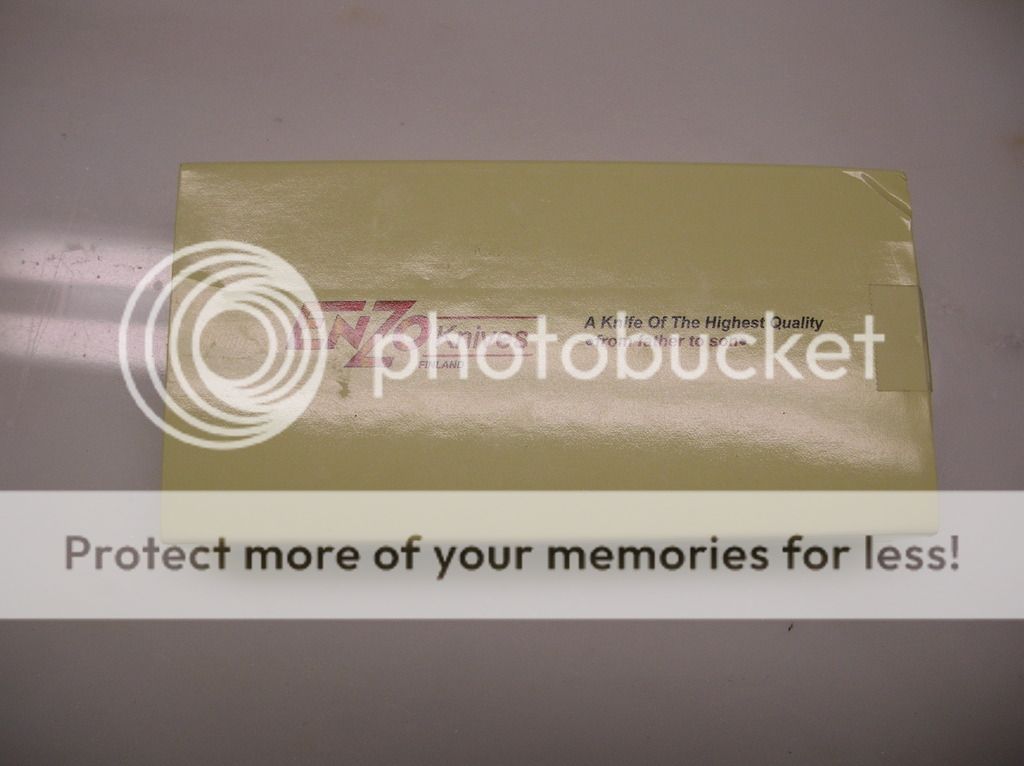 ENZO Knives
FINLAND
A Knife Of The Highest Quality
•from father to son•
photobucket
Protect more of your memories for less!